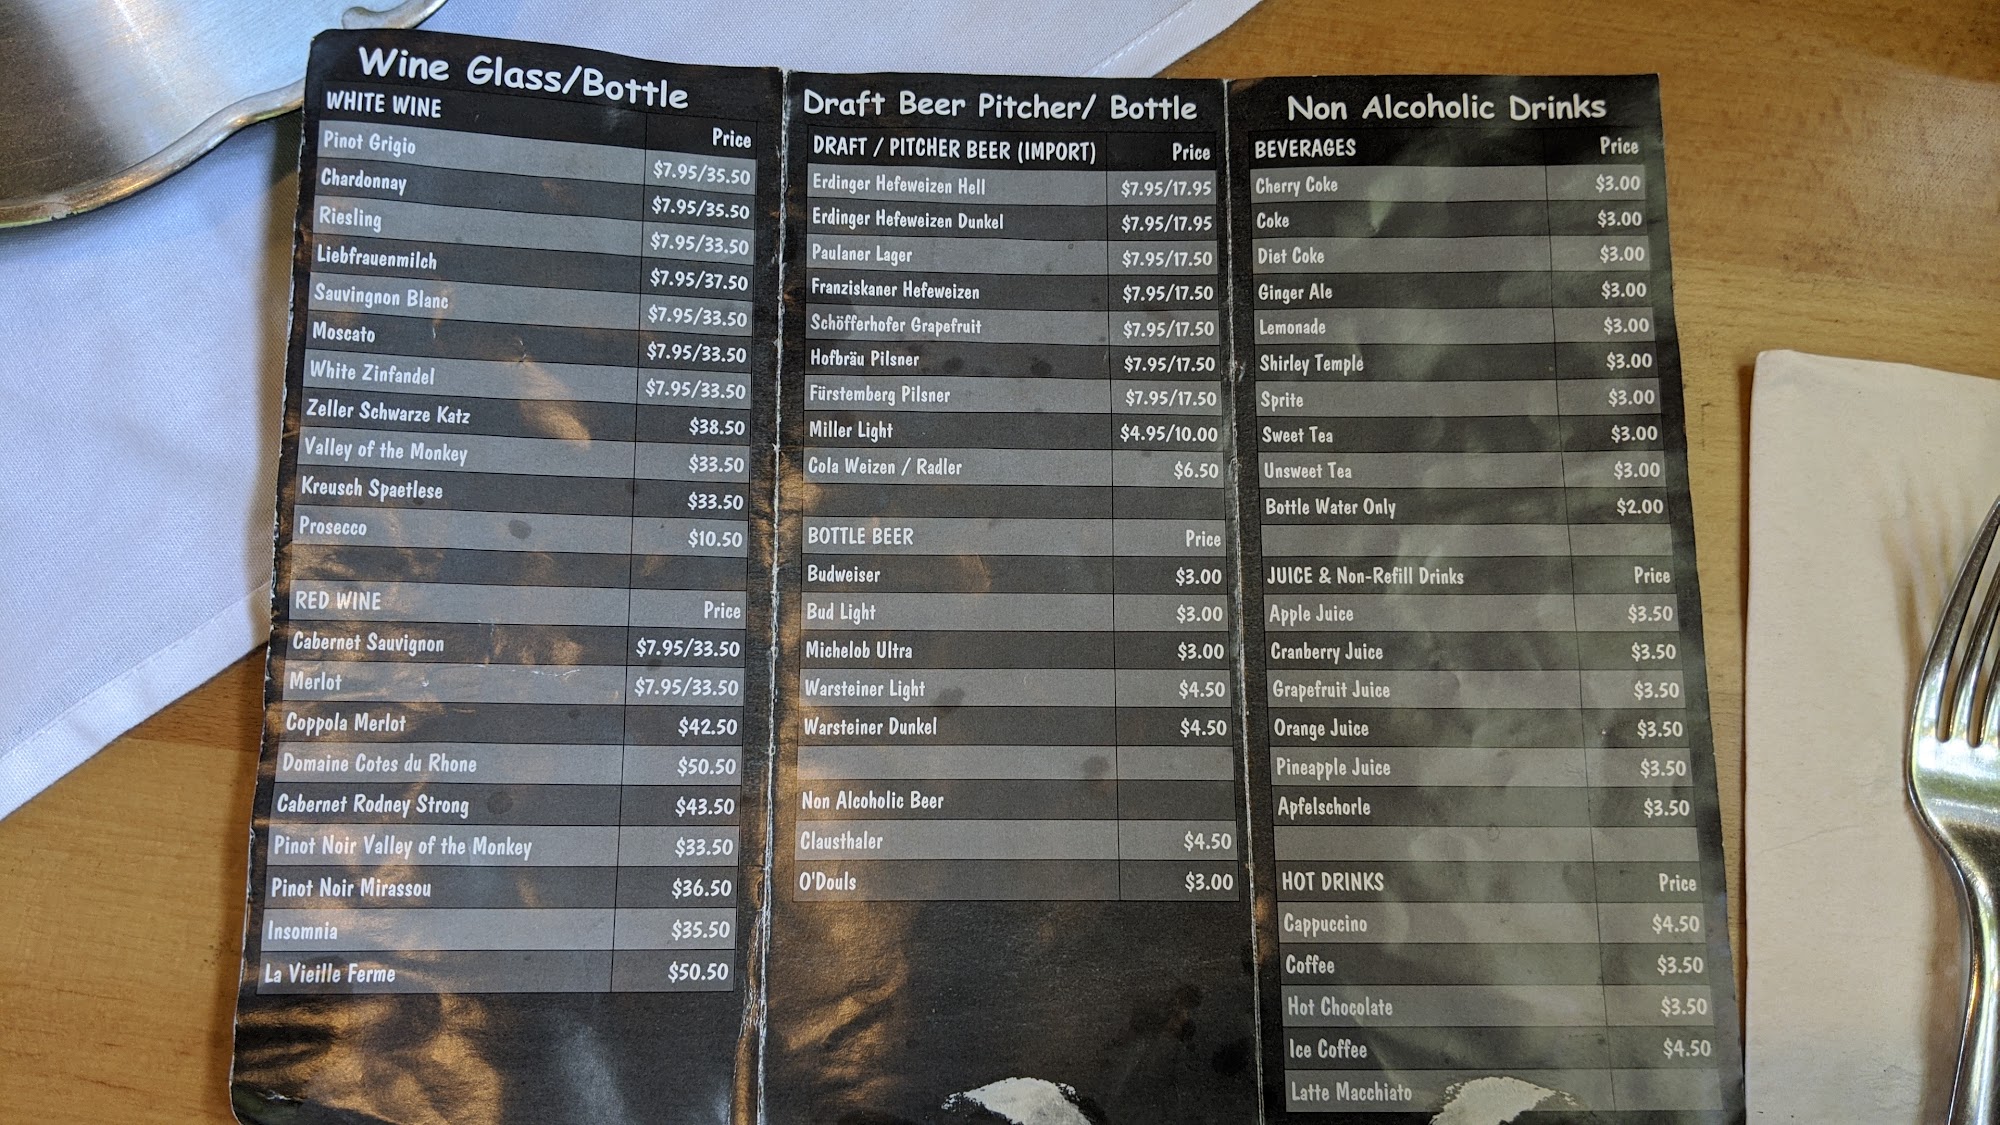 Wine Glass/Bottle
WHITE WINE Price
Pinot Grigio $7.95/35.50
Chardonnay $7.95/35.50
Riesling $7.95/33.50
Liebfrauenmilch $7.95/37.50
Sauvingnon Blanc $7.95/33.50
Moscato $7.95/33.50
White Zinfandel $7.95/33.50
Zeller Schwarze Katz $38.50
Valley of the Monkey $33.50
Kreusch Spaetlese $33.50
Prosecco $10.50
RED WINE Price
Cabernet Sauvignon $7.95/33.50
Merlot $7.95/33.50
Coppola Merlot $42.50
Domaine Cotes du Rhone $50.50
Cabernet Rodney Strong $43.50
Pinot Noir Valley of the Monkey $33.50
Pinot Noir Mirassou $36.50
Insomnia $35.50
La Vieille Ferme $50.50
Draft Beer Pitcher/ Bottle
DRAFT / PITCHER BEER (IMPORT) Price
Erdinger Hefeweizen Hell $7.95/17.95
Erdinger Hefeweizen Dunkel $7.95/17.95
Paulaner Lager $7.95/17.50
Franziskaner Hefeweizen $7.95/17.50
Schöfferhofer Grapefruit $7.95/17.50
Hofbräu Pilsner $7.95/17.50
Fürstemberg Pilsner $7.95/17.50
Miller Light $4.95/10.00
Cola Weizen / Radler $6.50
BOTTLE BEER Price
Budweiser $3.00
Bud Light $3.00
Michelob Ultra $3.00
Warsteiner Light $4.50
Warsteiner Dunkel $4.50
Non Alcoholic Beer
Clausthaler $4.50
O'Douls $3.00
Non Alcoholic Drinks
BEVERAGES Price
Cherry Coke $3.00
Coke $3.00
Diet Coke $3.00
Ginger Ale $3.00
Lemonade $3.00
Shirley Temple $3.00
Sprite $3.00
Sweet Tea $3.00
Unsweet Tea $3.00
Bottle Water Only $2.00
JUICE & Non-Refill Drinks Price
Apple Juice $3.50
Cranberry Juice $3.50
Grapefruit Juice $3.50
Orange Juice $3.50
Pineapple Juice $3.50
Apfelschorle $3.50
HOT DRINKS Price
Cappuccino $4.50
Coffee $3.50
Hot Chocolate $3.50
Ice Coffee $4.50
Latte Macchiato